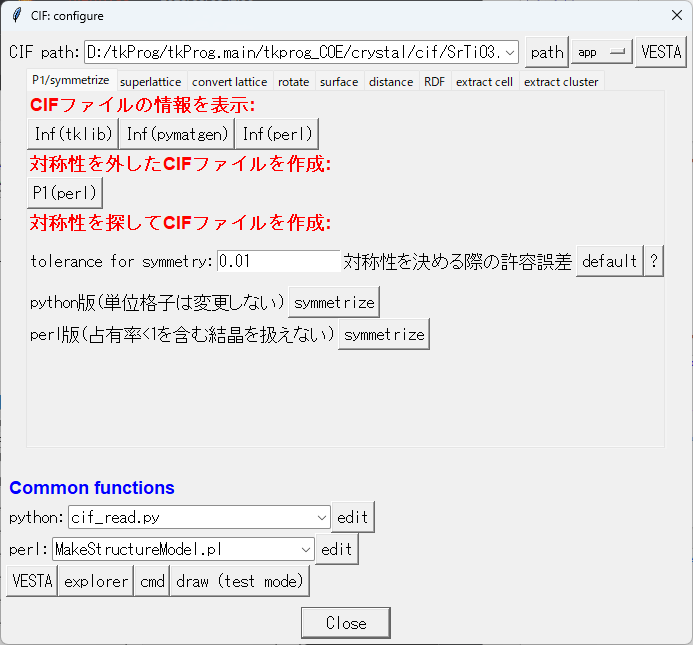 CIF: configure
CIF path: D:/tkProg/tkProg.main/tkprog_COE/crystal/cif/SrTiO3. path app VESTA
P1/symmetrize superlattice convert lattice rotate surface distance RDF extract cell extract cluster
CIFファイルの情報を表示:
Inf(tklib) Inf(pymatgen) Inf(perl)
対称性を外したCIFファイルを作成:
P1(perl)
対称性を探してCIFファイルを作成:
tolerance for symmetry: 0.01 対称性を決める際の許容誤差 default ?
python版(単位格子は変更しない) symmetrize
perl版(占有率<1を含む結晶を扱えない) symmetrize
Common functions
python: cif_read.py edit
perl: MakeStructureModel.pl edit
VESTA explorer cmd draw (test mode)
Close